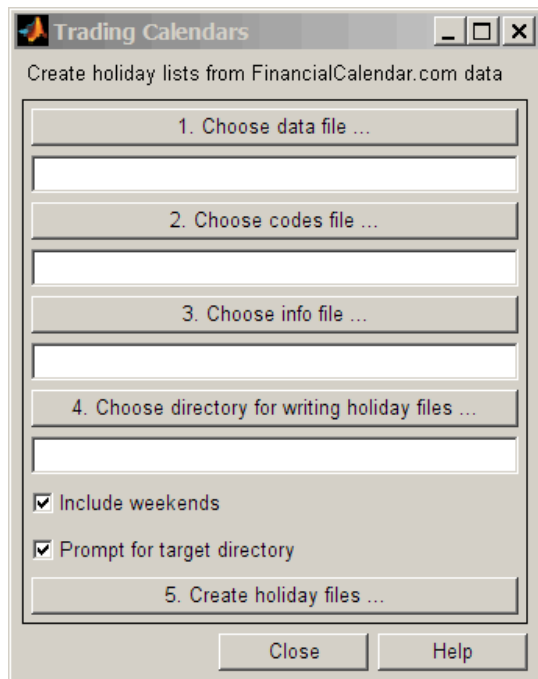 Trading Calendars
Create holiday lists from FinancialCalendar.com data
1. Choose data file ...
2. Choose codes file ...
3. Choose info file ...
4. Choose directory for writing holiday files ...
Include weekends
Prompt for target directory
5. Create holiday files ...
Close Help